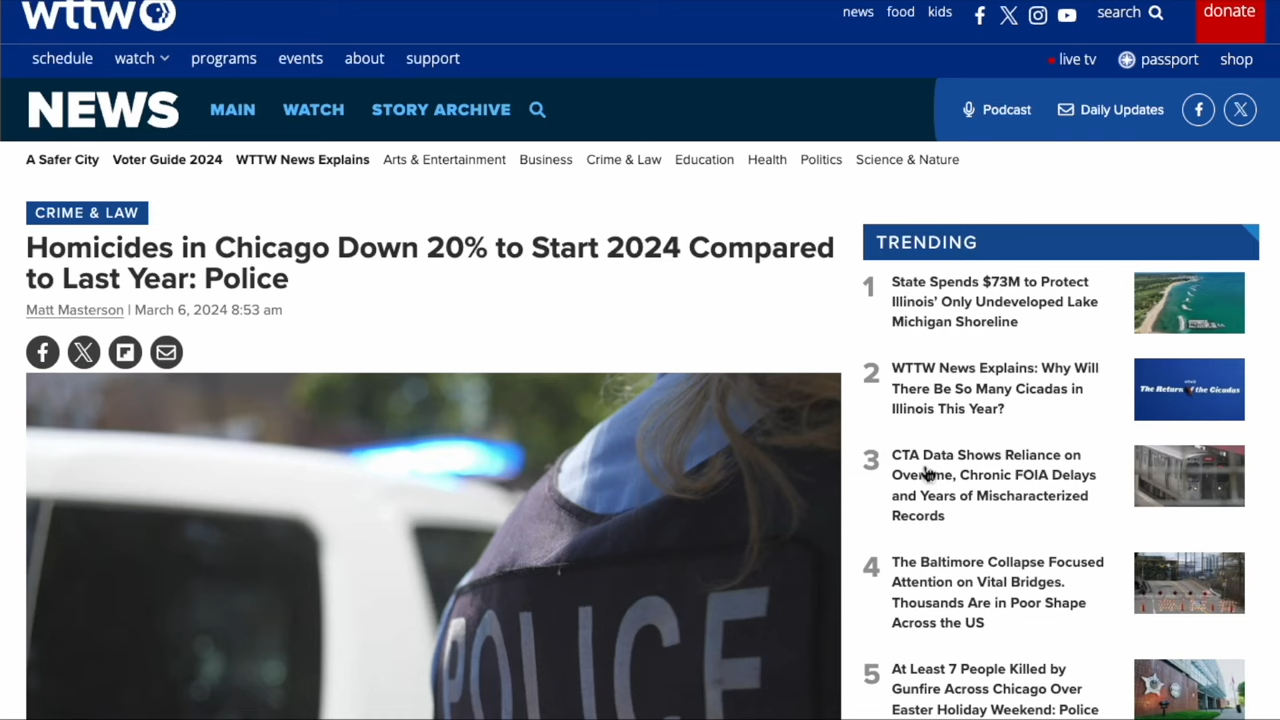 wttw
news food kids search donate
schedule watch programs events about support live tv passport shop
NEWS MAIN WATCH STORY ARCHIVE Podcast Daily Updates
A Safer City Voter Guide 2024 WTTW News Explains Arts & Entertainment Business Crime & Law Education Health Politics Science & Nature
CRIME & LAW
Homicides in Chicago Down 20% to Start 2024 Compared
to Last Year: Police
Matt Masterson | March 6, 2024 8:53 am
POLICE
TRENDING
1 State Spends $73M to Protect
Illinois' Only Undeveloped Lake
Michigan Shoreline
2 WTTW News Explains: Why Will
There Be So Many Cicadas in
Illinois This Year?
The Return of the Cicadas
3 CTA Data Shows Reliance on
Overtime, Chronic FOIA Delays
and Years of Mischaracterized
Records
4 The Baltimore Collapse Focused
Attention on Vital Bridges.
Thousands Are in Poor Shape
Across the US
5 At Least 7 People Killed by
Gunfire Across Chicago Over
Easter Holiday Weekend: Police